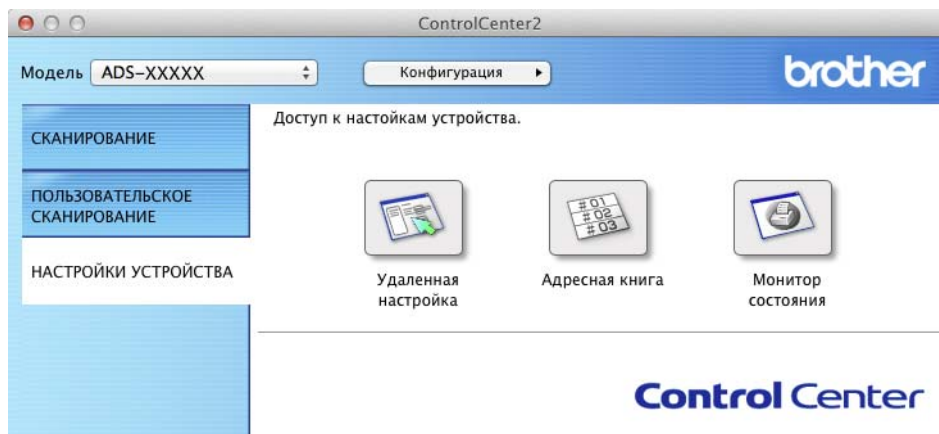 ControlCenter2
Модель ADS-XXXXX Конфигурация brother
СКАНИРОВАНИЕ
ПОЛЬЗОВАТЕЛЬСКОЕ
СКАНИРОВАНИЕ
НАСТРОЙКИ УСТРОЙСТВА
Доступ к настойкам устройства.
#01
#02
#03
Удаленная
настройка
Адресная книга
Монитор
состояния
Control Center